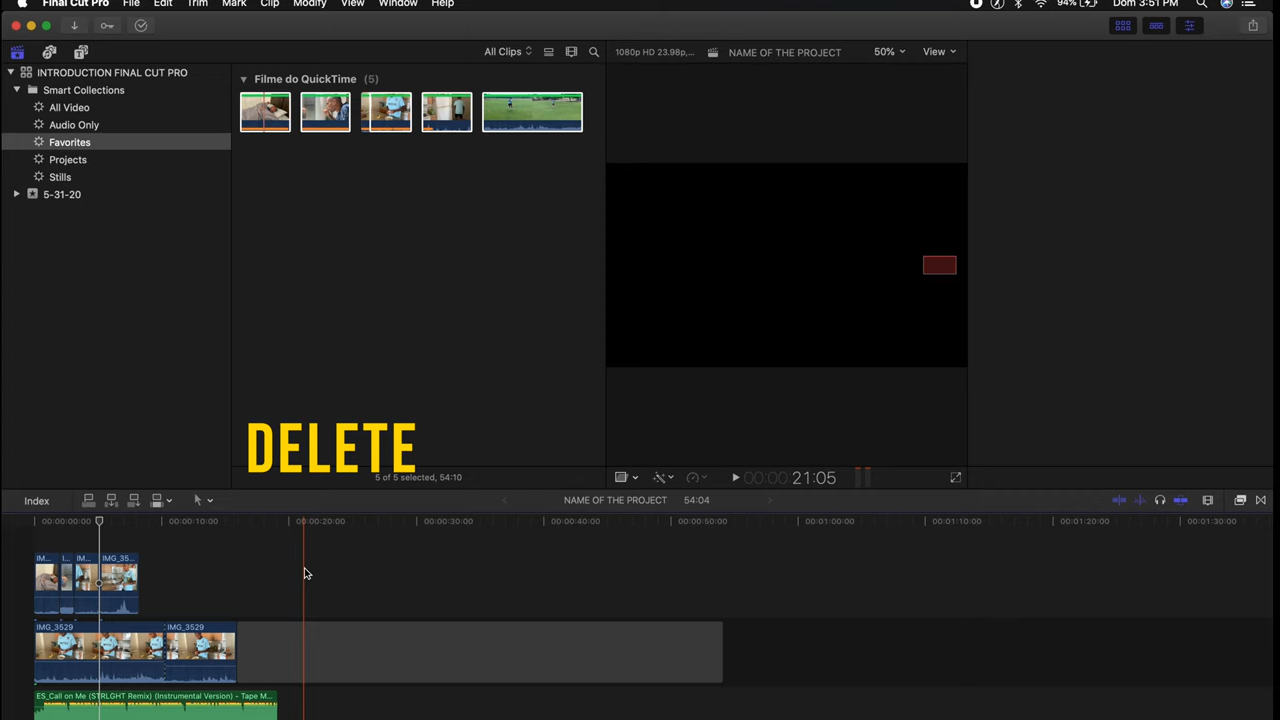 Final Cut Pro File Edit Trim Mark Clip Modify View Window Help 94% Dom 3:51 PM
All Clips 1080p HD 23.98p,... NAME OF THE PROJECT 50% View
INTRODUCTION FINAL CUT PRO
Smart Collections
All Video
Audio Only
Favorites
Projects
Stills
5-31-20
Filme do QuickTime (5)
DELETE
5 of 5 selected, 54:10
00:00 21:05
Index NAME OF THE PROJECT 54:04
00:00:00:00 00:00:10:00 00:00:20:00 00:00:30:00 00:00:40:00 00:00:50:00 00:01:00:00 00:01:10:00 00:01:20:00 00:01:30:00
IM... I... IM... IMG_35...
IMG_3529 IMG_3529
ES_Call on Me (STRLGHT Remix) (Instrumental Version) - Tape M...